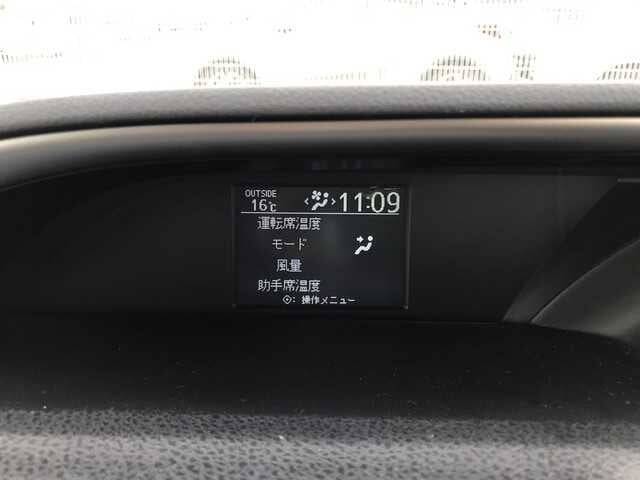 OUTSIDE
16℃ 11:09
運転席温度
モード
風量
助手席温度
: 操作メニュー